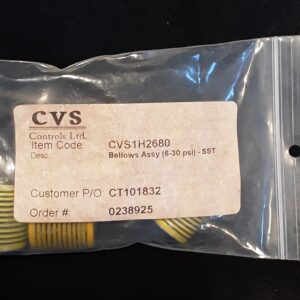 CVS
Controls Ltd.
Item Code: CVS1H2680
Desc. Bellows Assy (6-30 psi) - SST
Customer P/O: CT101832
Order # 0238925